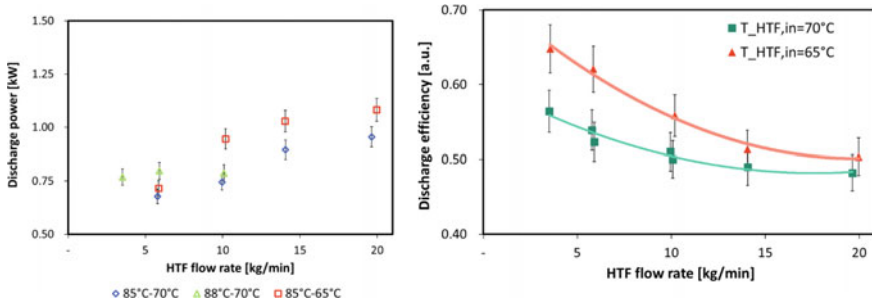 1.50
1.25
1.00
0.75
0.50
Discharge power [kW]
-
5
10
15
20
HTF flow rate [kg/min]
85°C-70°C
88°C-70°C
85°C-65°C
0.70
0.60
0.50
0.40
Discharge efficiency [a.u.]
T_HTF,in=70°C
T_HTF,in=65°C
-
5
10
15
20
HTF flow rate [kg/min]